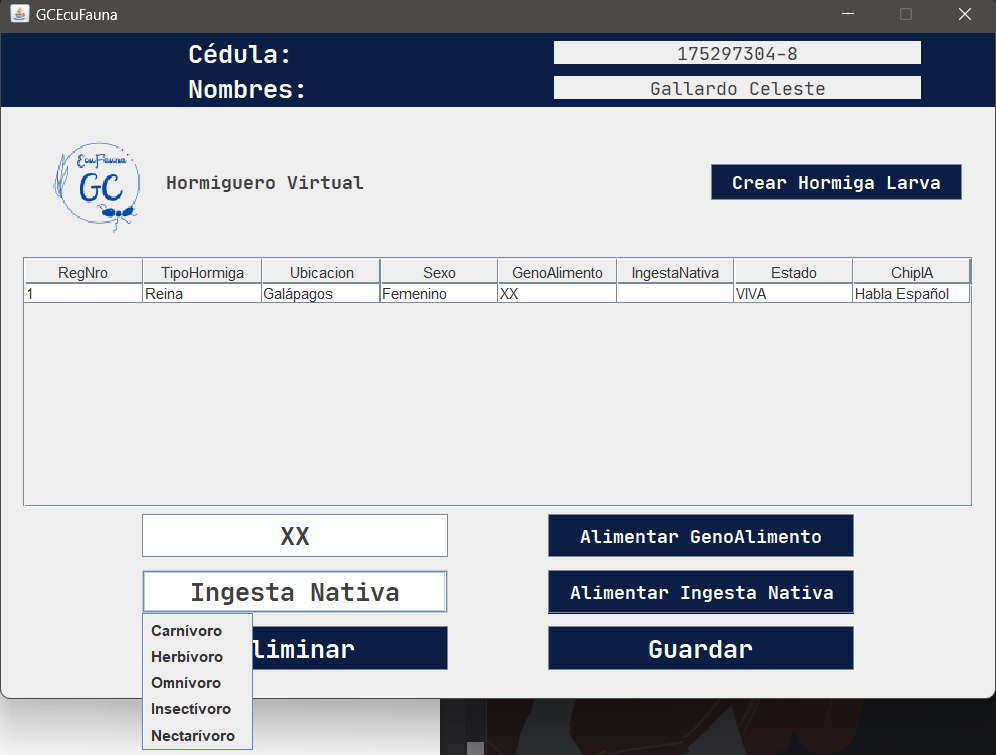 GCEcuFauna
Cédula: 175297304-8
Nombres: Gallardo Celeste
EcuFauna
GC
Hormiguero Virtual
Crear Hormiga Larva
RegNro TipoHormiga Ubicacion Sexo GenoAlimento IngestaNativa Estado ChipIA
1 Reina Galápagos Femenino XX VIVA Habla Español
XX Alimentar GenoAlimento
Ingesta Nativa Alimentar Ingesta Nativa
liminar Guardar
Carnívoro
Herbívoro
Omnívoro
Insectívoro
Nectarívoro